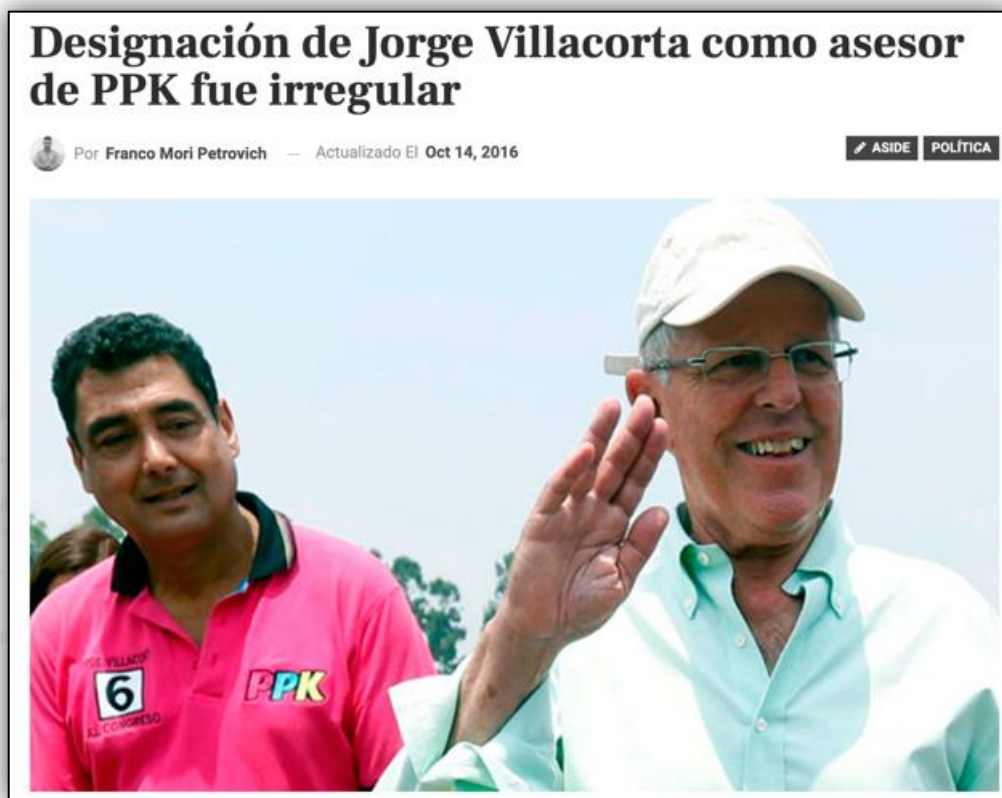 Designación de Jorge Villacorta como asesor
de PPK fue irregular
Por Franco Mori Petrovich — Actualizado El Oct 14, 2016
ASIDE POLÍTICA
PPK
6
AL CONGRESO